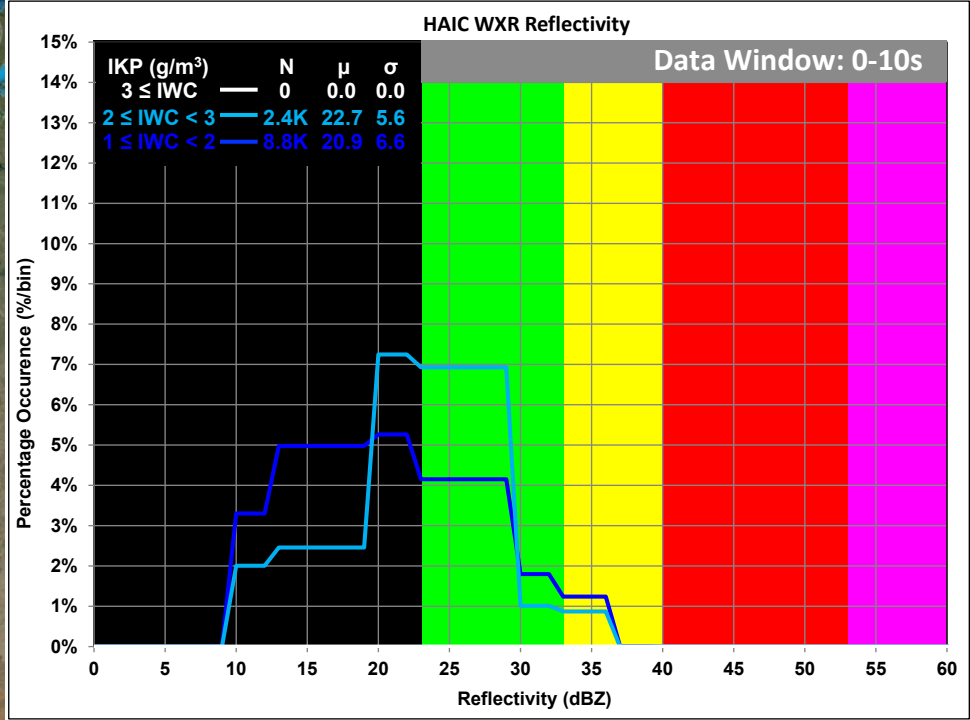 HAIC WXR Reflectivity
Data Window: 0-10s
IKP (g/m³) N µ σ
3 ≤ IWC 0 0.0 0.0
2 ≤ IWC < 3 2.4K 22.7 5.6
1 ≤ IWC < 2 8.8K 20.9 6.6
15%
14%
13%
12%
11%
10%
9%
8%
7%
6%
5%
4%
3%
2%
1%
0%
Percentage Occurence (%/bin)
0 5 10 15 20 25 30 35 40 45 50 55 60
Reflectivity (dBZ)